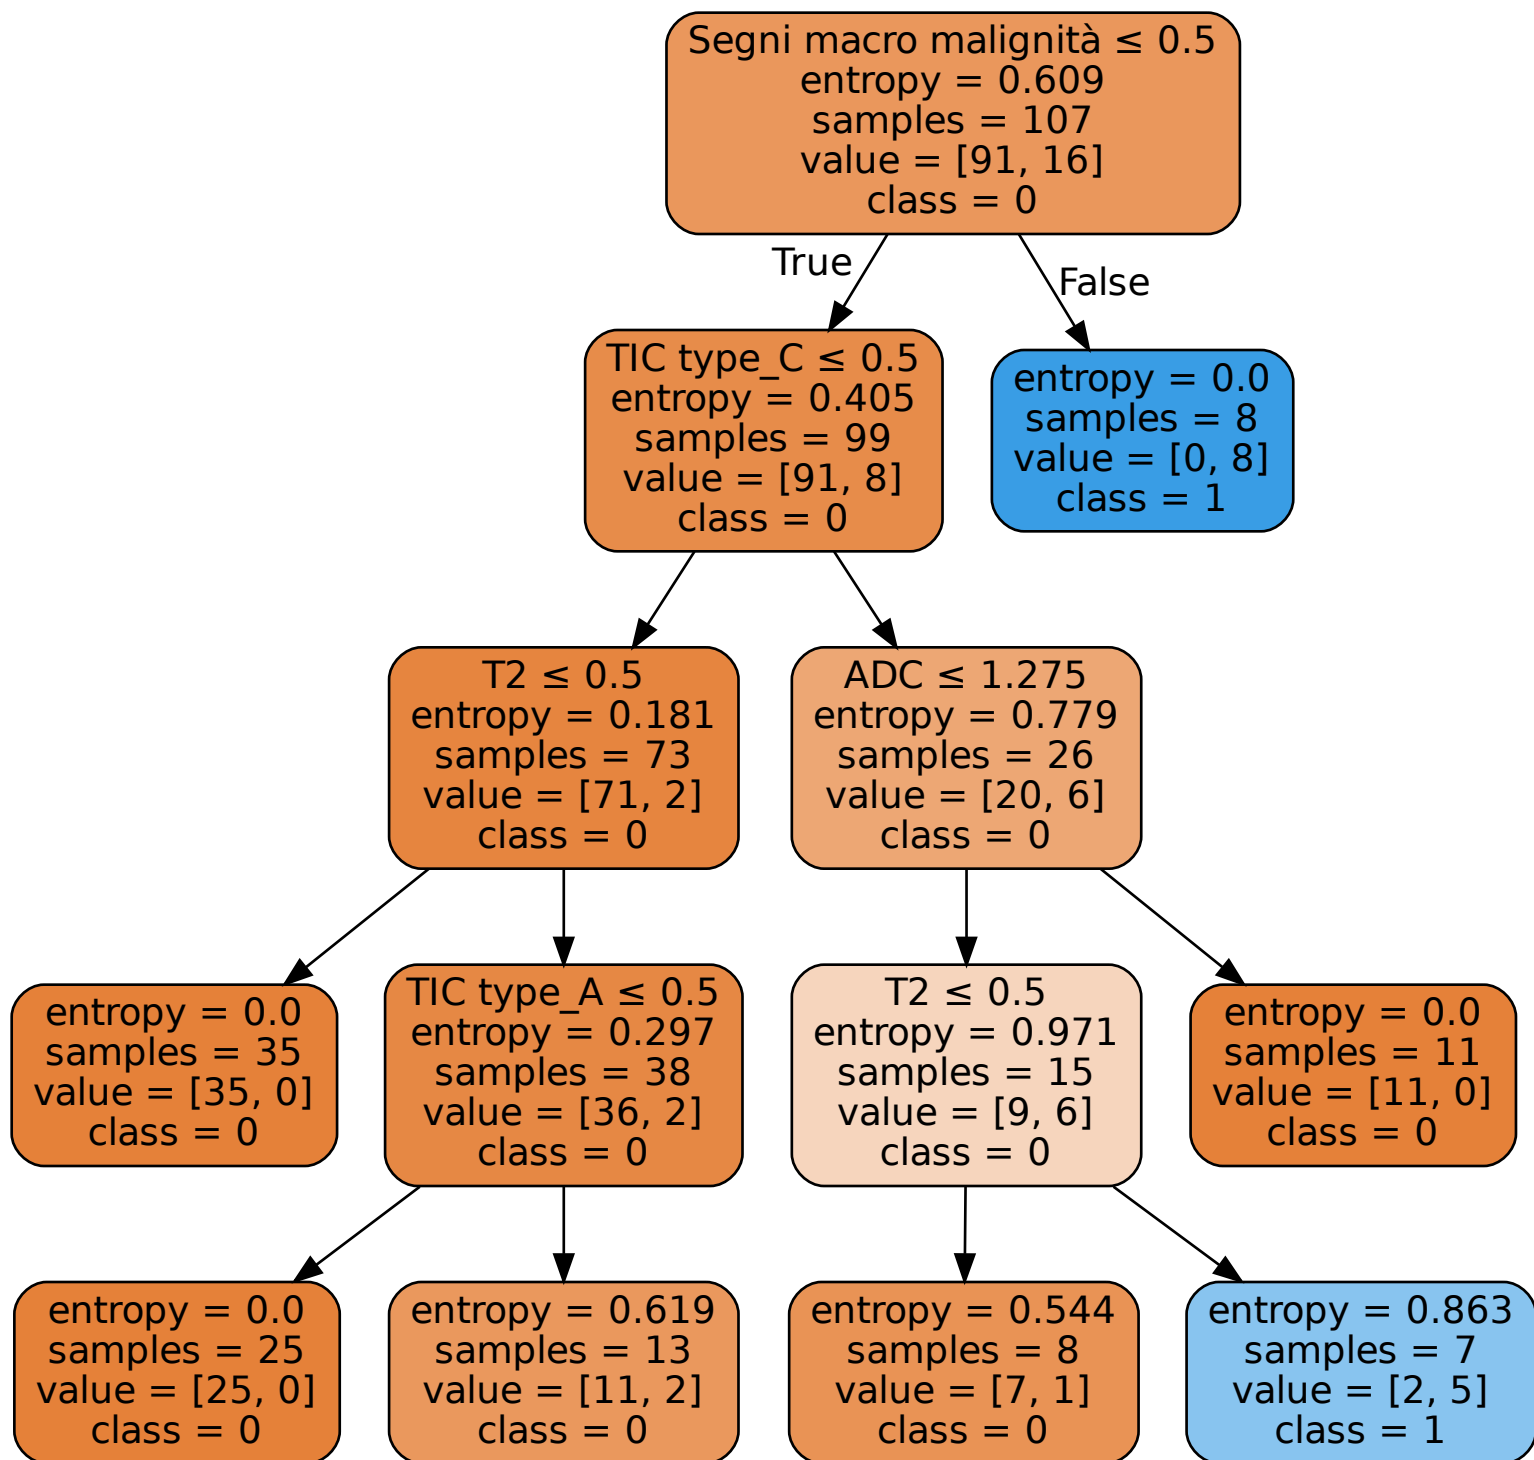 Segni macro malignità ≤ 0.5
entropy = 0.609
samples = 107
value = [91, 16]
class = 0
True
False
TIC type_C ≤ 0.5
entropy = 0.405
samples = 99
value = [91, 8]
class = 0
entropy = 0.0
samples = 8
value = [0, 8]
class = 1
T2 ≤ 0.5
entropy = 0.181
samples = 73
value = [71, 2]
class = 0
ADC ≤ 1.275
entropy = 0.779
samples = 26
value = [20, 6]
class = 0
entropy = 0.0
samples = 35
value = [35, 0]
class = 0
TIC type_A ≤ 0.5
entropy = 0.297
samples = 38
value = [36, 2]
class = 0
T2 ≤ 0.5
entropy = 0.971
samples = 15
value = [9, 6]
class = 0
entropy = 0.0
samples = 11
value = [11, 0]
class = 0
entropy = 0.0
samples = 25
value = [25, 0]
class = 0
entropy = 0.619
samples = 13
value = [11, 2]
class = 0
entropy = 0.544
samples = 8
value = [7, 1]
class = 0
entropy = 0.863
samples = 7
value = [2, 5]
class = 1